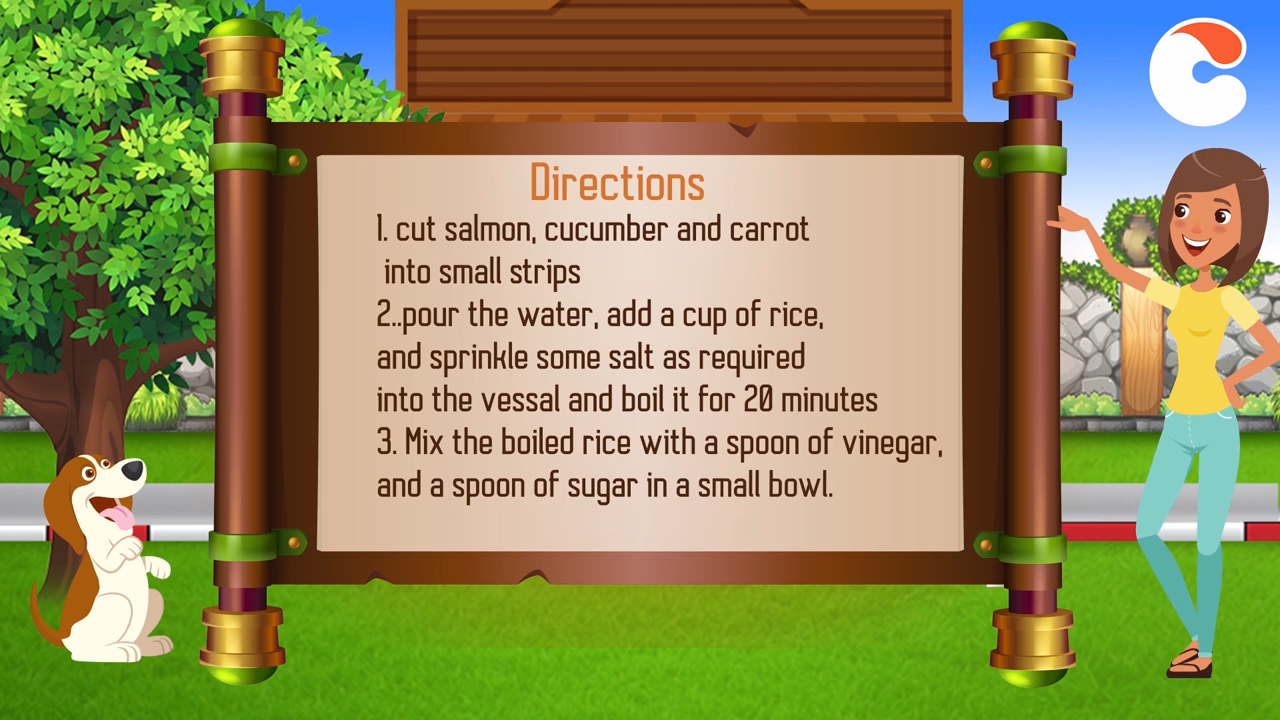 Directions
1. cut salmon, cucumber and carrot
into small strips
2..pour the water, add a cup of rice,
and sprinkle some salt as required
into the vessal and boil it for 20 minutes
3. Mix the boiled rice with a spoon of vinegar,
and a spoon of sugar in a small bowl.